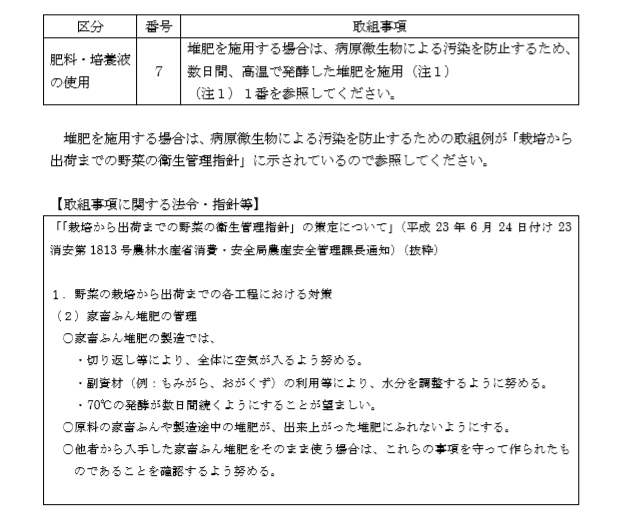 区分 番号 取組事項
肥料・培養液の使用 7 堆肥を施用する場合は、病原微生物による汚染を防止するため、
数日間、高温で発酵した堆肥を施用（注１）
（注１）１番を参照してください。
堆肥を施用する場合は、病原微生物による汚染を防止するための取組例が「栽培から
出荷までの野菜の衛生管理指針」に示されているので参照してください。
【取組事項に関する法令・指針等】
「「栽培から出荷までの野菜の衛生管理指針」の策定について」（平成 23 年 6 月 24 日付け 23
消安第 1813 号農林水産省消費・安全局農産安全管理課長通知）（抜粋）
１．野菜の栽培から出荷までの各工程における対策
（２）家畜ふん堆肥の管理
○家畜ふん堆肥の製造では、
・切り返し等により、全体に空気が入るよう努める。
・副資材（例：もみがら、おがくず）の利用等により、水分を調整するように努める。
・70℃の発酵が数日間続くようにすることが望ましい。
○原料の家畜ふんや製造途中の堆肥が、出来上がった堆肥にふれないようにする。
○他者から入手した家畜ふん堆肥をそのまま使う場合は、これらの事項を守って作られたも
のであることを確認するよう努める。